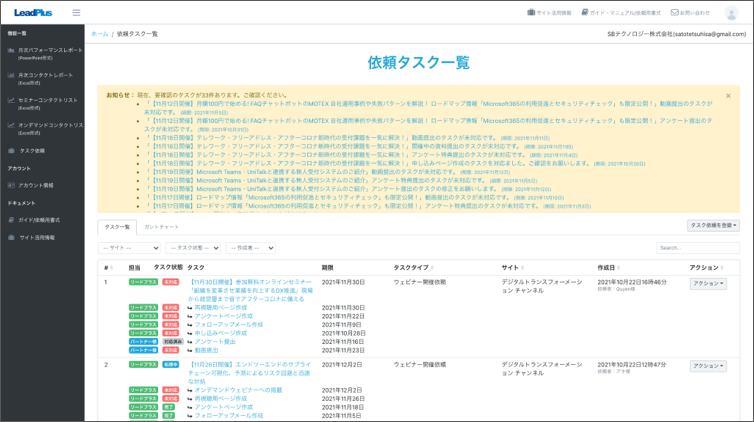 LeadPlus
サイト活用情報
ガイド・マニュアル/依頼用書式
お問い合わせ
機能一覧
ホーム / 依頼タスク一覧
SBテクノロジー株式会社(satotetsuhisa@gmail.com)
月次パフォーマンスレポート
(PowerPoint形式)
月次コンタクトレポート
(Excel形式)
セミナーコンタクトリスト
(Excel形式)
オンデマンドコンタクトリスト
(Excel形式)
タスク依頼
アカウント
アカウント情報
ドキュメント
ガイド/依頼用書式
サイト活用情報
依頼タスク一覧
お知らせ： 現在、要確認のタスクが33件あります。ご確認ください。
×
「【11月12日開催】月額100円で始める! FAQチャットボットのMOTEX 自社運用事例や失敗パターンを解説！ ロードマップ情報「Microsoft365の利用促進とセキュリティチェック」も限定公開！」動画提出のタスクが
未対応です。 (期限: 2021年11月5日)
「【11月12日開催】月額100円で始める! FAQチャットボットのMOTEX 自社運用事例や失敗パターンを解説！ ロードマップ情報「Microsoft365の利用促進とセキュリティチェック」も限定公開！」アンケート提出のタ
スクが未対応です。 (期限: 2021年10月29日)
「【11月18日開催】テレワーク・フリーアドレス・アフターコロナ新時代の受付課題を一気に解決！」動画提出のタスクが未対応です。 (期限: 2021年11月11日)
「【11月18日開催】テレワーク・フリーアドレス・アフターコロナ新時代の受付課題を一気に解決！」開催中の資料提出のタスクが未対応です。 (期限: 2021年11月11日)
「【11月18日開催】テレワーク・フリーアドレス・アフターコロナ新時代の受付課題を一気に解決！」アンケート特典提出のタスクが未対応です。 (期限: 2021年11月4日)
「【11月18日開催】テレワーク・フリーアドレス・アフターコロナ新時代の受付課題を一気に解決！」申し込みページ作成のタスクを対応ました。ご確認をお願いします。 (期限: 2021年10月20日)
「【11月19日開催】Microsoft Teams・UniTalkと連携する無人受付システムのご紹介」動画提出のタスクが未対応です。 (期限: 2021年11月12日)
「【11月19日開催】Microsoft Teams・UniTalkと連携する無人受付システムのご紹介」アンケート特典提出のタスクが未対応です。 (期限: 2021年11月5日)
「【11月19日開催】Microsoft Teams・UniTalkと連携する無人受付システムのご紹介」アンケート提出のタスクの修正をお願いします。 (期限: 2021年11月12日)
「【11月17日開催】ロードマップ情報「Microsoft365の利用促進とセキュリティチェック」も限定公開！」動画提出のタスクが未対応です。 (期限: 2021年11月10日)
「【11月17日開催】ロードマップ情報「Microsoft365の利用促進とセキュリティチェック」も限定公開！」アンケート特典提出のタスクが未対応です。 (期限: 2021年11月3日)
タスク一覧
ガントチャート
タスク依頼を登録
-- サイト --
-- タスク状態 --
-- 作成者 --
Search...
# 担当 タスク状態 タスク 期限 タスクタイプ サイト 作成日 アクション
1 リードプラス 未対応 【11月30日開催】参加無料オンラインセミナー 2021年11月30日 ウェビナー開催依頼 デジタルトランスフォーメーシ 2021年10月22日16時46分 アクション
「組織を変革させ業績を向上するDX推進」現場 ョン チャンネル 依頼者：Quyen様
から経営層まで皆でアフターコロナに備える
リードプラス 未対応 再視聴用ページ作成 2021年11月30日
リードプラス 未対応 アンケートページ作成 2021年11月22日
リードプラス 未対応 フォローアップメール作成 2021年11月9日
リードプラス 未対応 申し込みページ作成 2021年10月28日
パートナー様 対応済み アンケート提出 2021年11月16日
パートナー様 未対応 動画提出 2021年11月23日
2 リードプラス 処理中 【11月26日開催】エンドツーエンドのサプライ 2021年12月2日 ウェビナー開催依頼 デジタルトランスフォーメーシ 2021年10月22日12時47分 アクション
チェーン可視化、予測によるリスク回避と迅速 ョン チャンネル 依頼者：アヤ様
な対処
リードプラス 未対応 オンデマンドウェビナーへの掲載 2021年12月2日
リードプラス 未対応 再視聴用ページ作成 2021年11月26日
リードプラス 完了 アンケートページ作成 2021年11月18日
リードプラス 完了 フォローアップメール作成 2021年11月5日